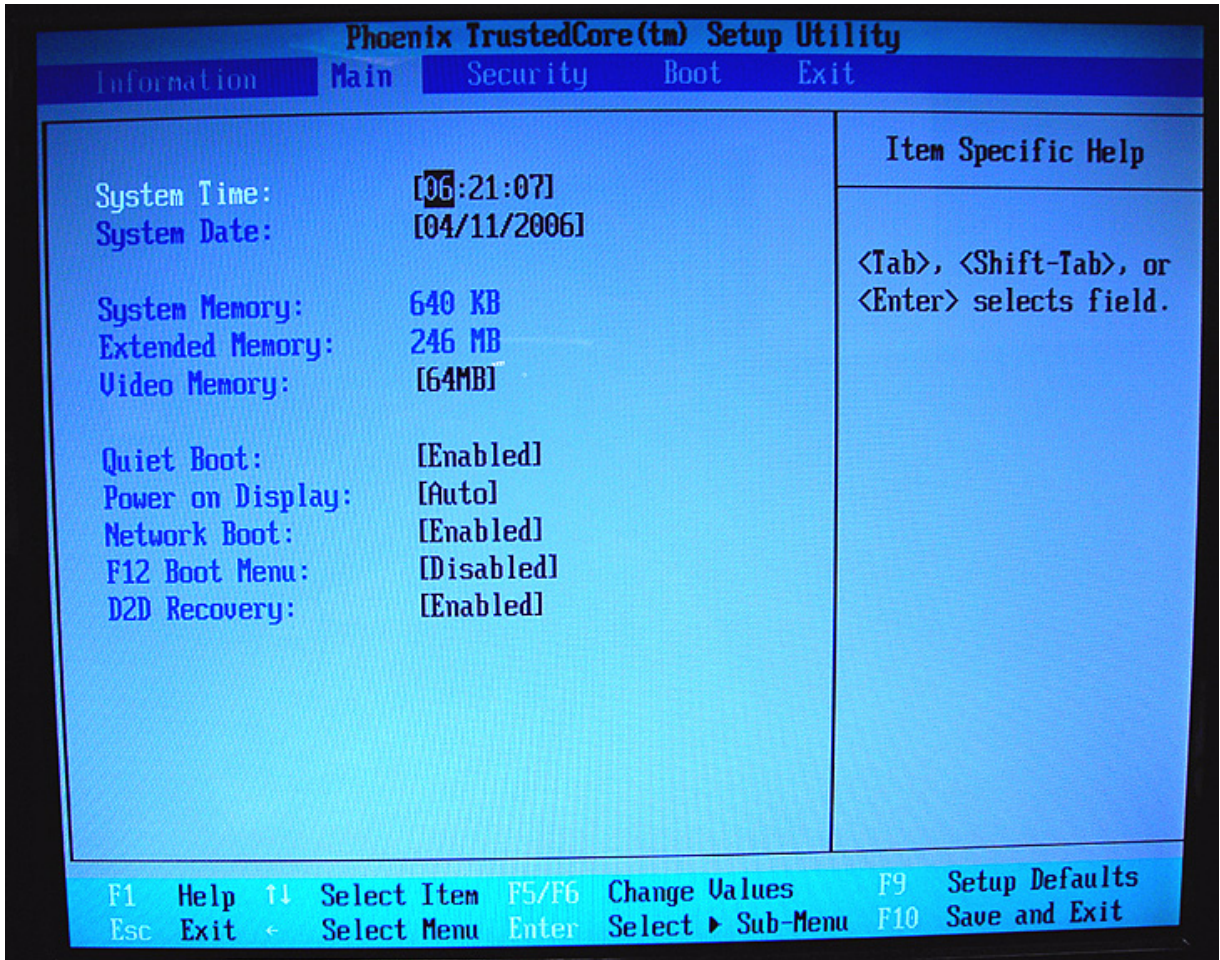 Phoenix TrustedCore(tm) Setup Utility
Information Main Security Boot Exit
Item Specific Help
System Time: [06:21:07]
System Date: [04/11/2006]
<Tab>, <Shift-Tab>, or
<Enter> selects field.
System Memory: 640 KB
Extended Memory: 246 MB
Video Memory: [64MB]
Quiet Boot: [Enabled]
Power on Display: [Auto]
Network Boot: [Enabled]
F12 Boot Menu: [Disabled]
D2D Recovery: [Enabled]
F1 Help ↑↓ Select Item F5/F6 Change Values F9 Setup Defaults
Esc Exit ← Select Menu Enter Select ▶ Sub-Menu F10 Save and Exit